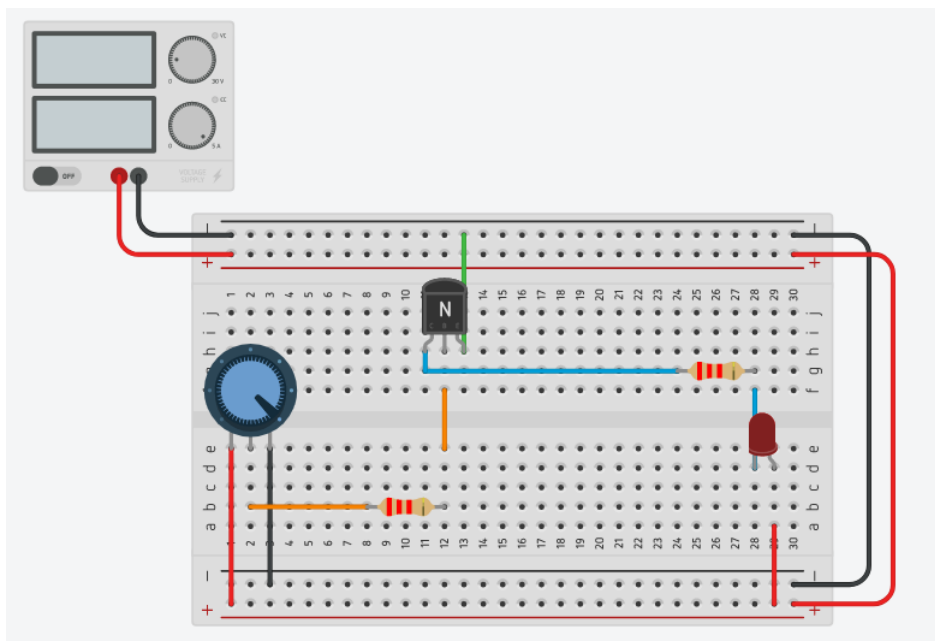 VC
0
30 V
CC
0
5 A
OFF
VOLTAGE
SUPPLY
−
−
+
+
1 2 3 4 5 6 7 8 9 10 14 15 16 17 18 19 20 21 22 23 24 25 26 27 28 29 30
j
j
N
C B E
i
i
h
h
g
g
f
f
e
e
d
d
c
c
b
b
a
a
1 2 3 4 5 6 7 8 9 10 11 12 13 14 15 16 17 18 19 20 21 22 23 24 25 26 27 28 29 30
−
−
+
+